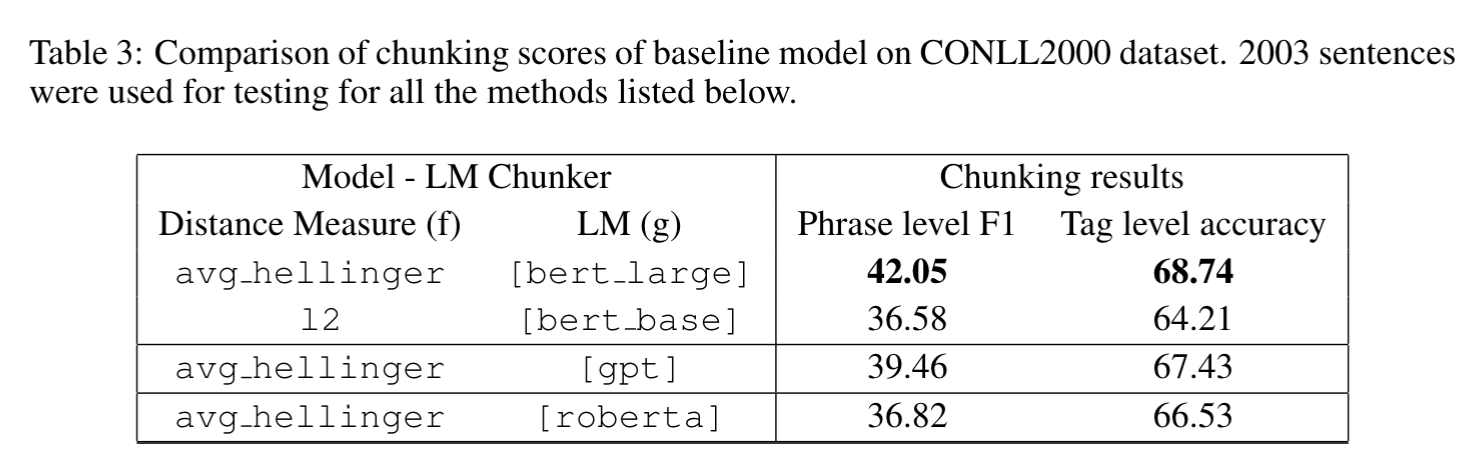 Table 3: Comparison of chunking scores of baseline model on CONLL2000 dataset. 2003 sentences
were used for testing for all the methods listed below.
Model - LM Chunker Chunking results
Distance Measure (f) LM (g) Phrase level F1 Tag level accuracy
avg_hellinger [bert_large] 42.05 68.74
l2 [bert_base] 36.58 64.21
avg_hellinger [gpt] 39.46 67.43
avg_hellinger [roberta] 36.82 66.53